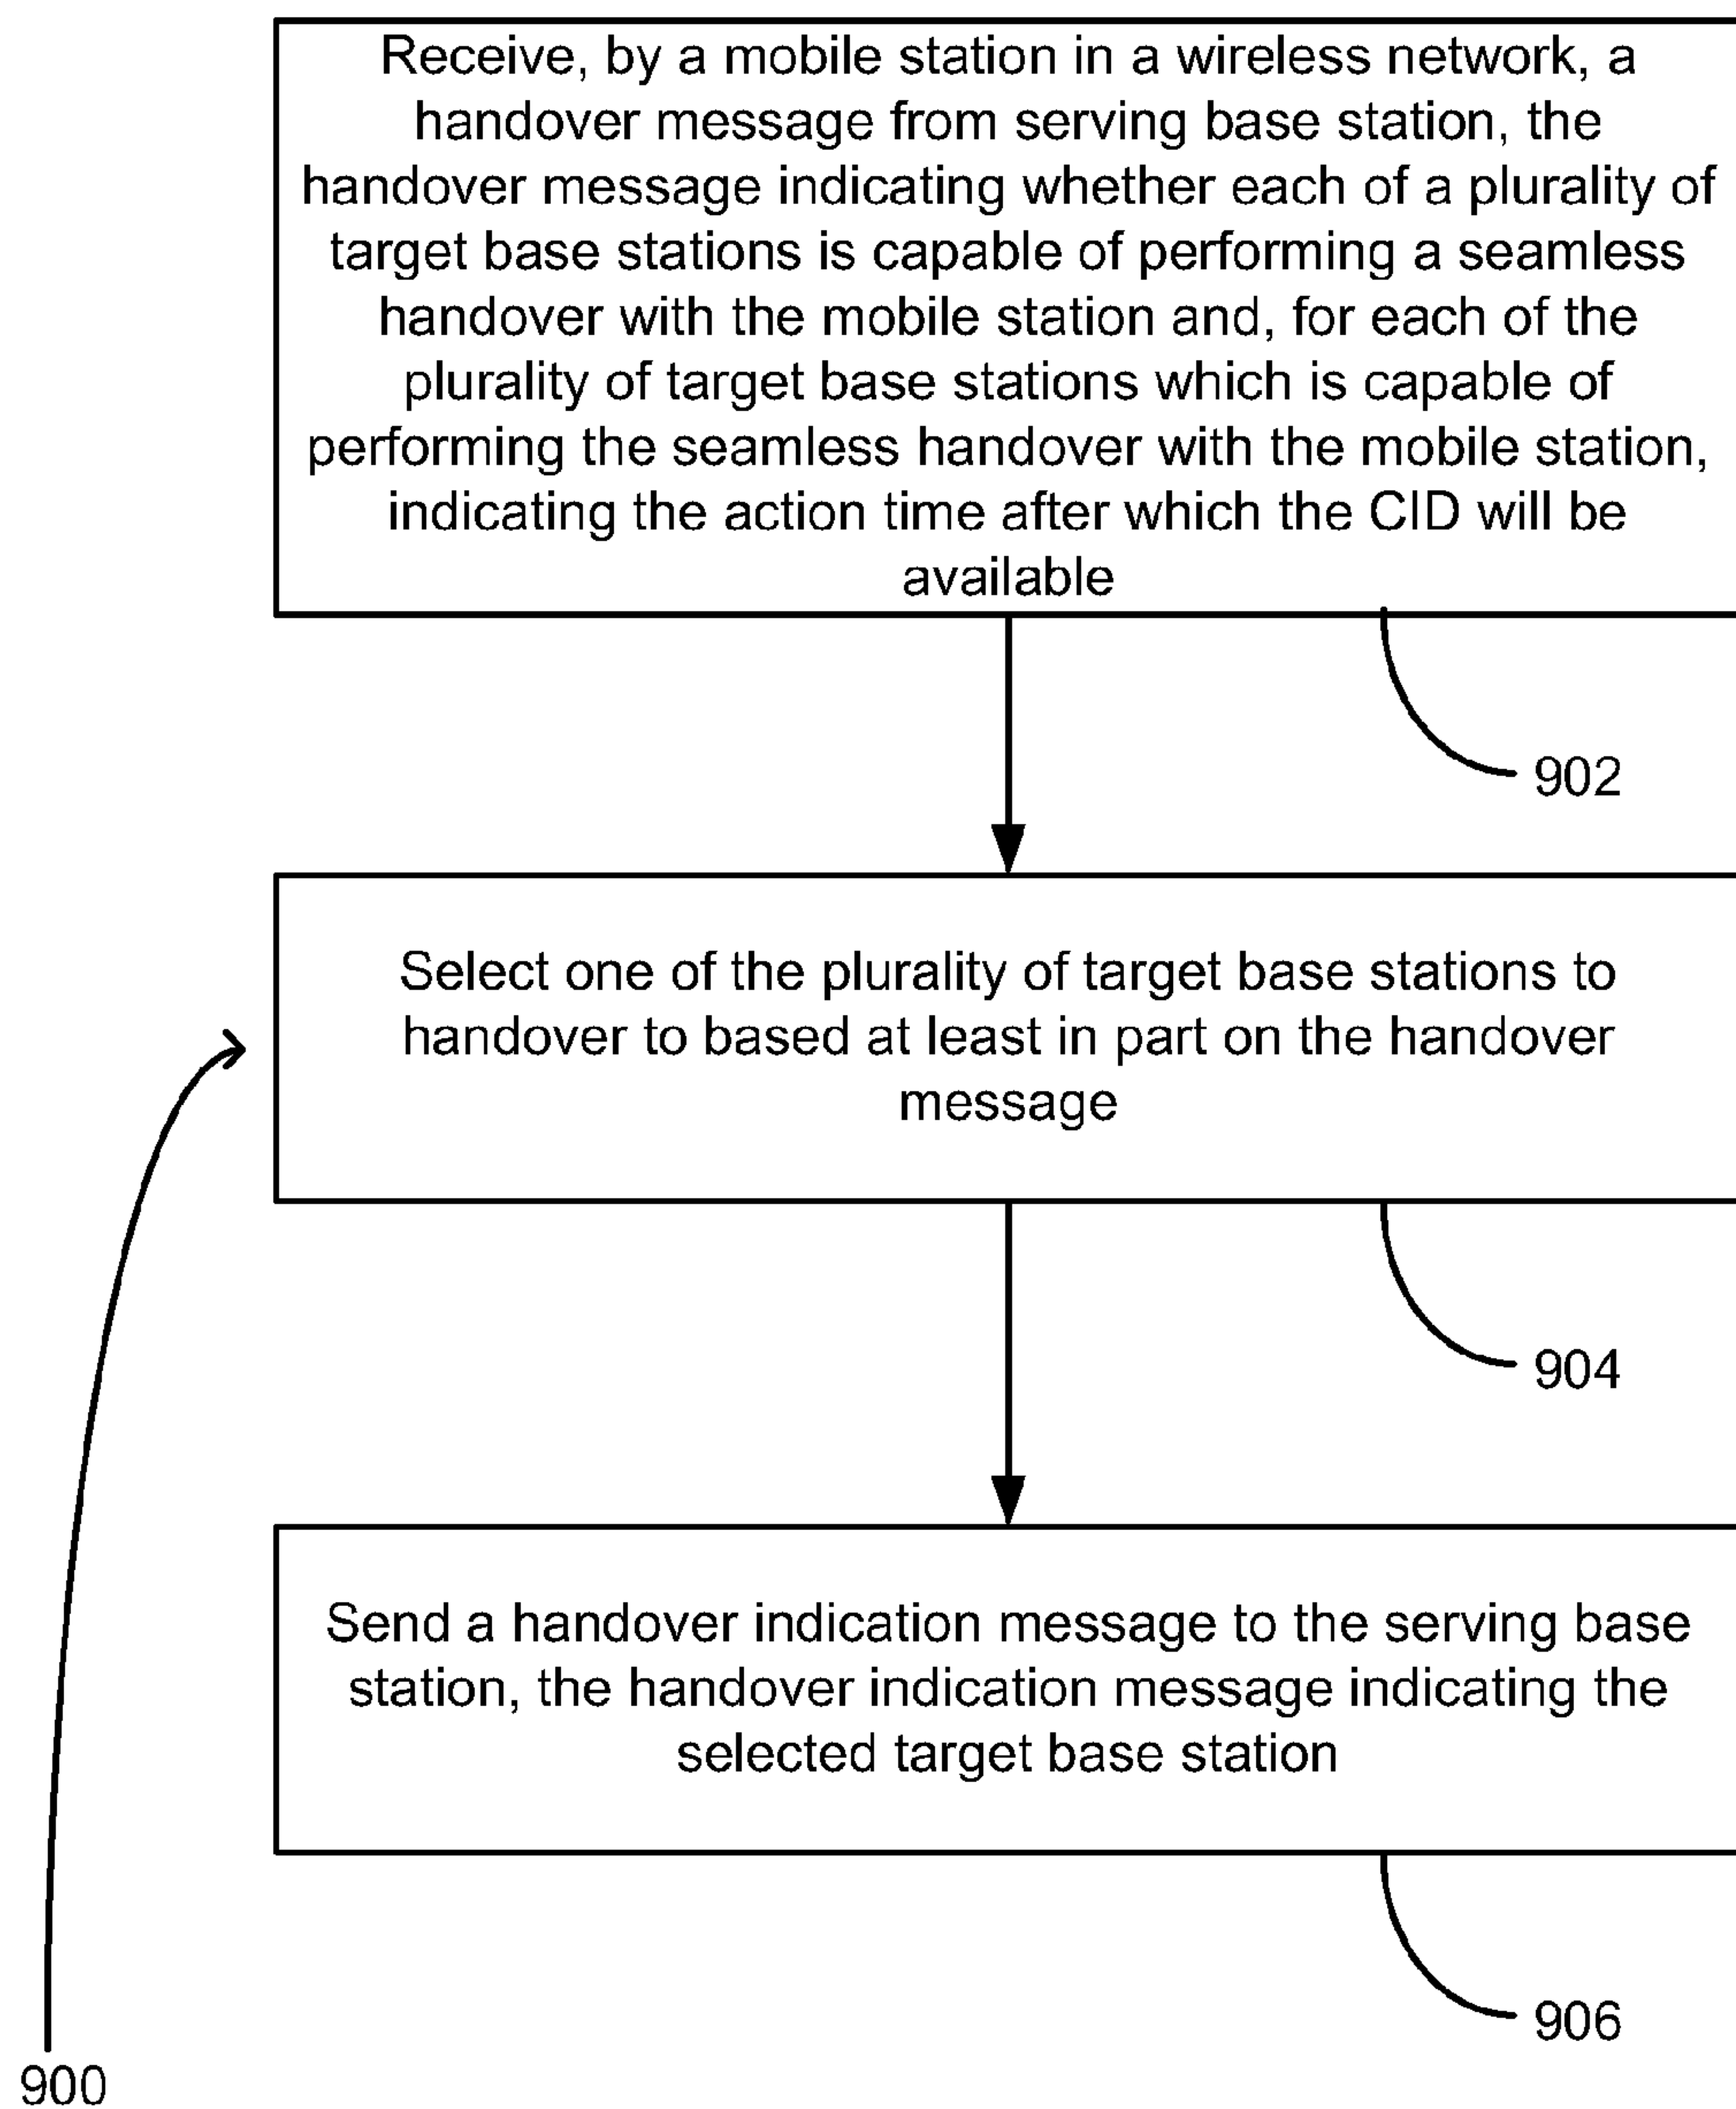 Receive, by a mobile station in a wireless network, a
handover message from serving base station, the
handover message indicating whether each of a plurality of
target base stations is capable of performing a seamless
handover with the mobile station and, for each of the
plurality of target base stations which is capable of
performing the seamless handover with the mobile station,
indicating the action time after which the CID will be
available
902
Select one of the plurality of target base stations to
handover to based at least in part on the handover
message
904
Send a handover indication message to the serving base
station, the handover indication message indicating the
selected target base station
906
900